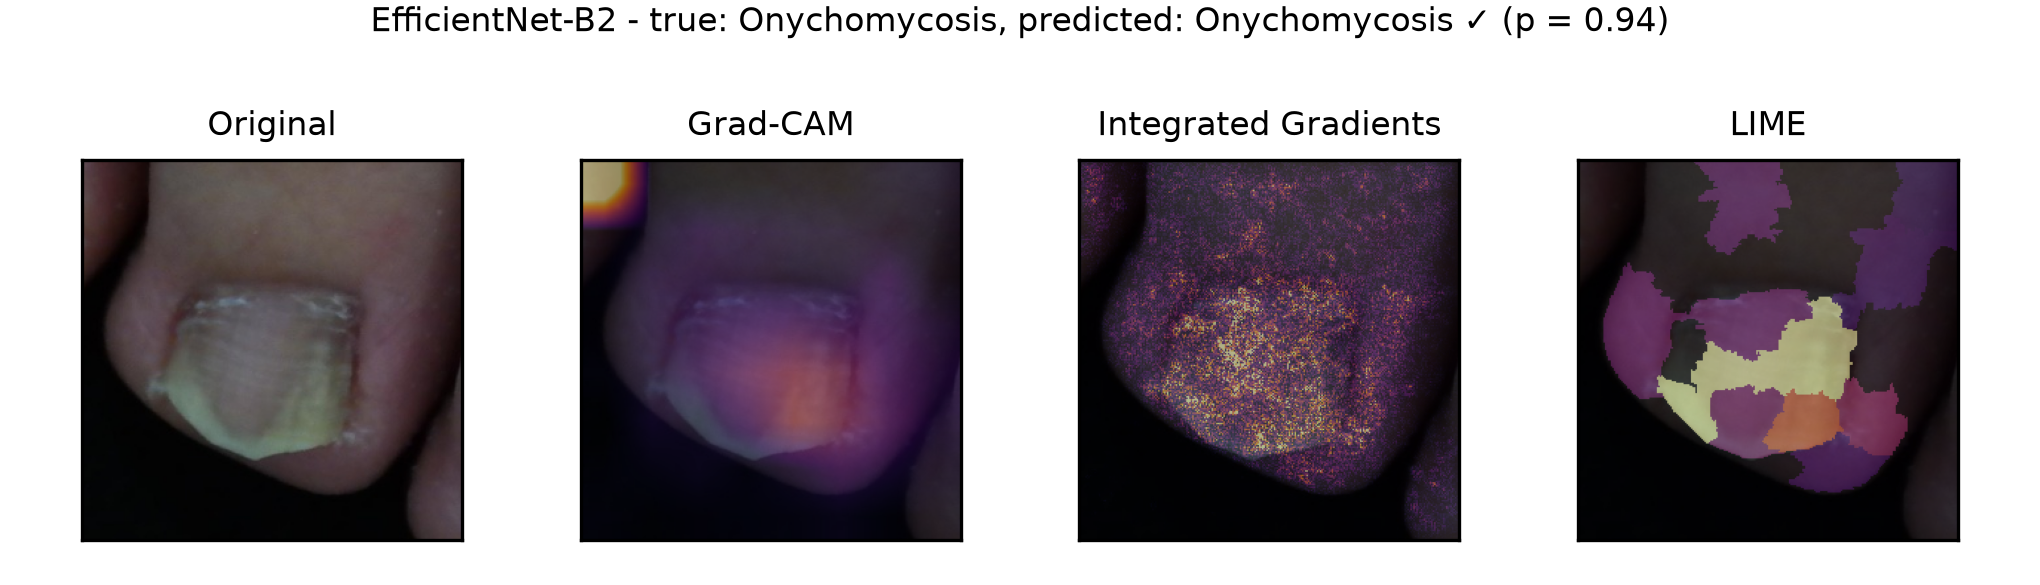 EfficientNet-B2 - true: Onychomycosis, predicted: Onychomycosis ✓ (p = 0.94)
Original
Grad-CAM
Integrated Gradients
LIME